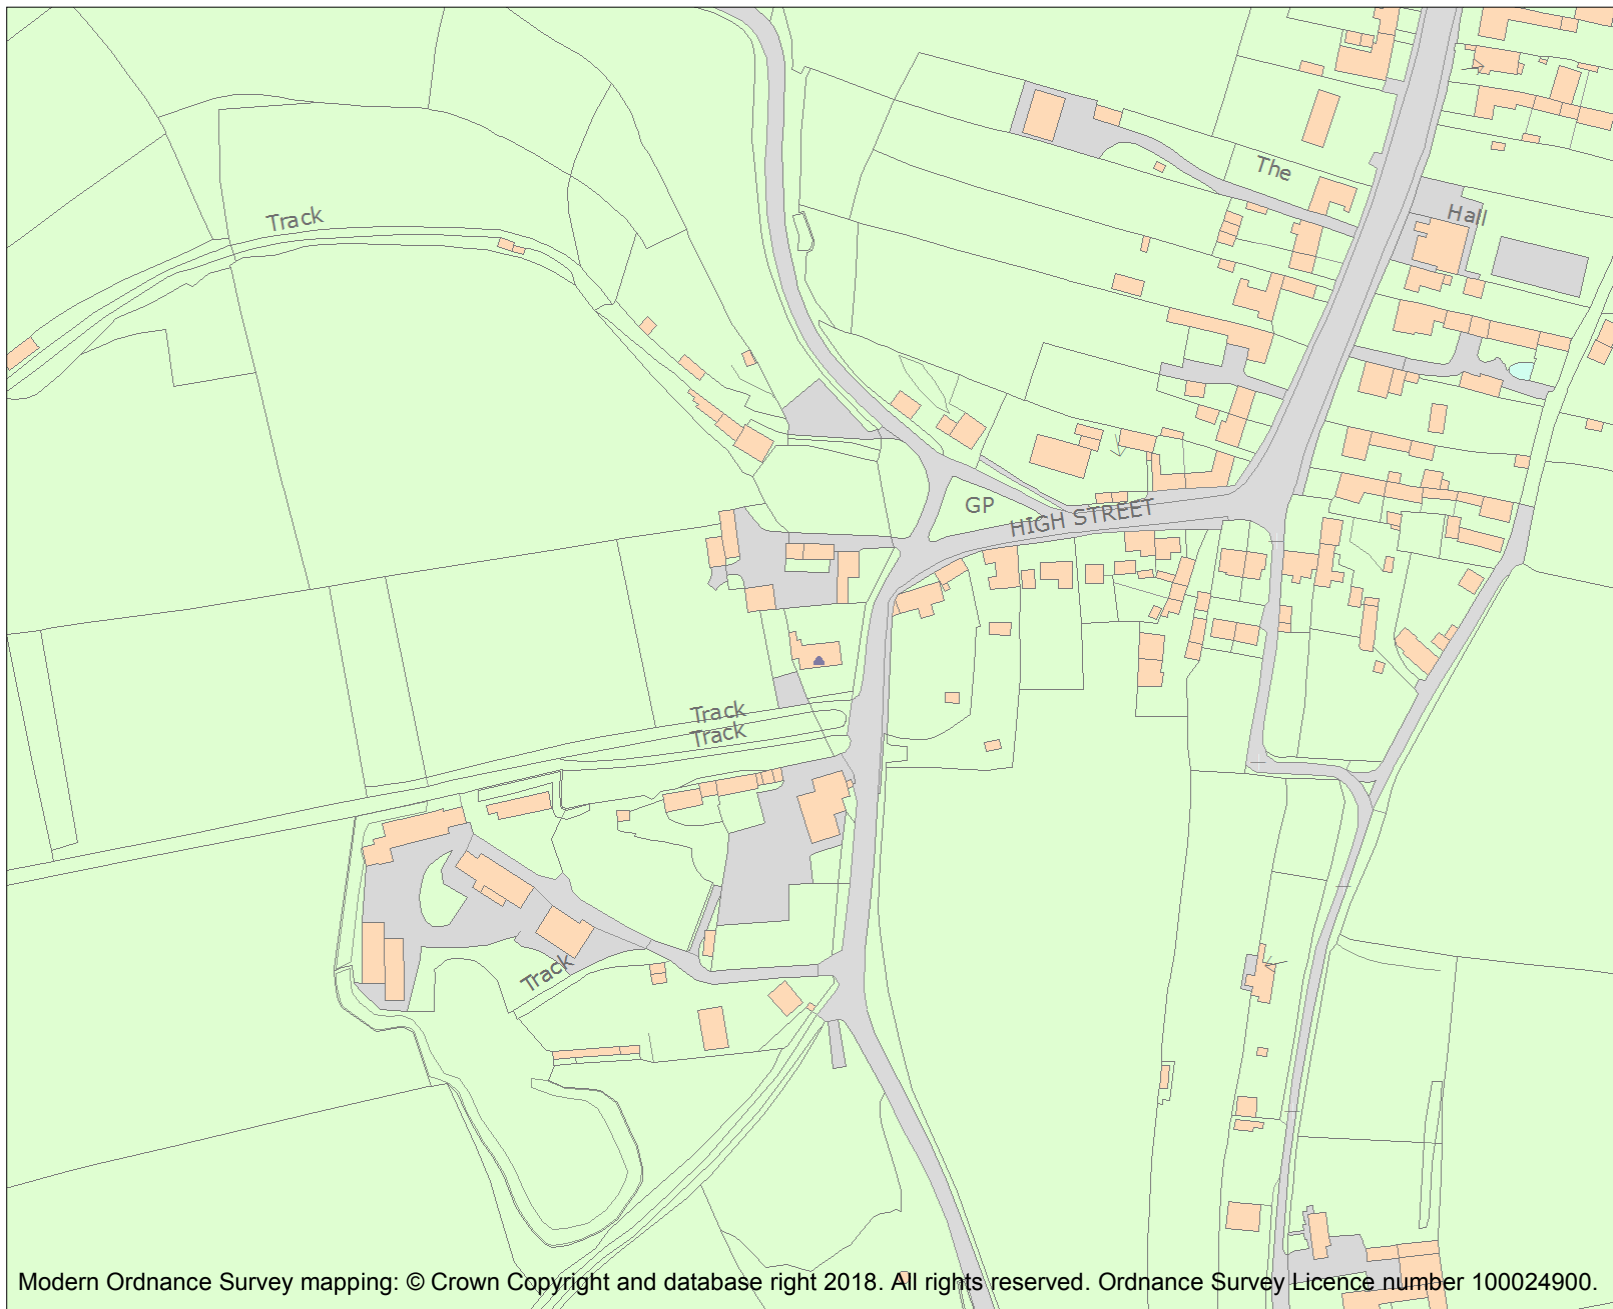 The
Hall
Track
GP
HIGH STREET
Track
Track
Track
Modern Ordnance Survey mapping: © Crown Copyright and database right 2018. All rights reserved. Ordnance Survey Licence number 100024900.